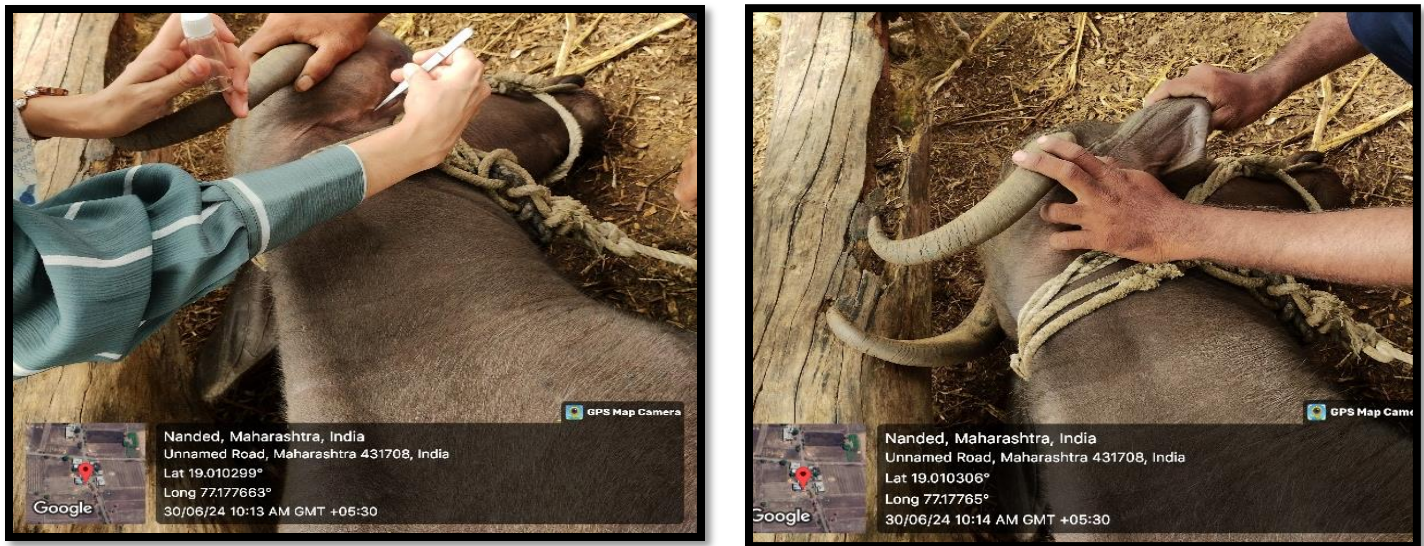 GPS Map Camera
Nanded, Maharashtra, India
Unnamed Road, Maharashtra 431708, India
Lat 19.010299°
Long 77.177663°
30/06/24 10:13 AM GMT +05:30
Google
GPS Map Came
Nanded, Maharashtra, India
Unnamed Road, Maharashtra 431708, India
Lat 19.010306°
Long 77.17765°
30/06/24 10:14 AM GMT +05:30
Google